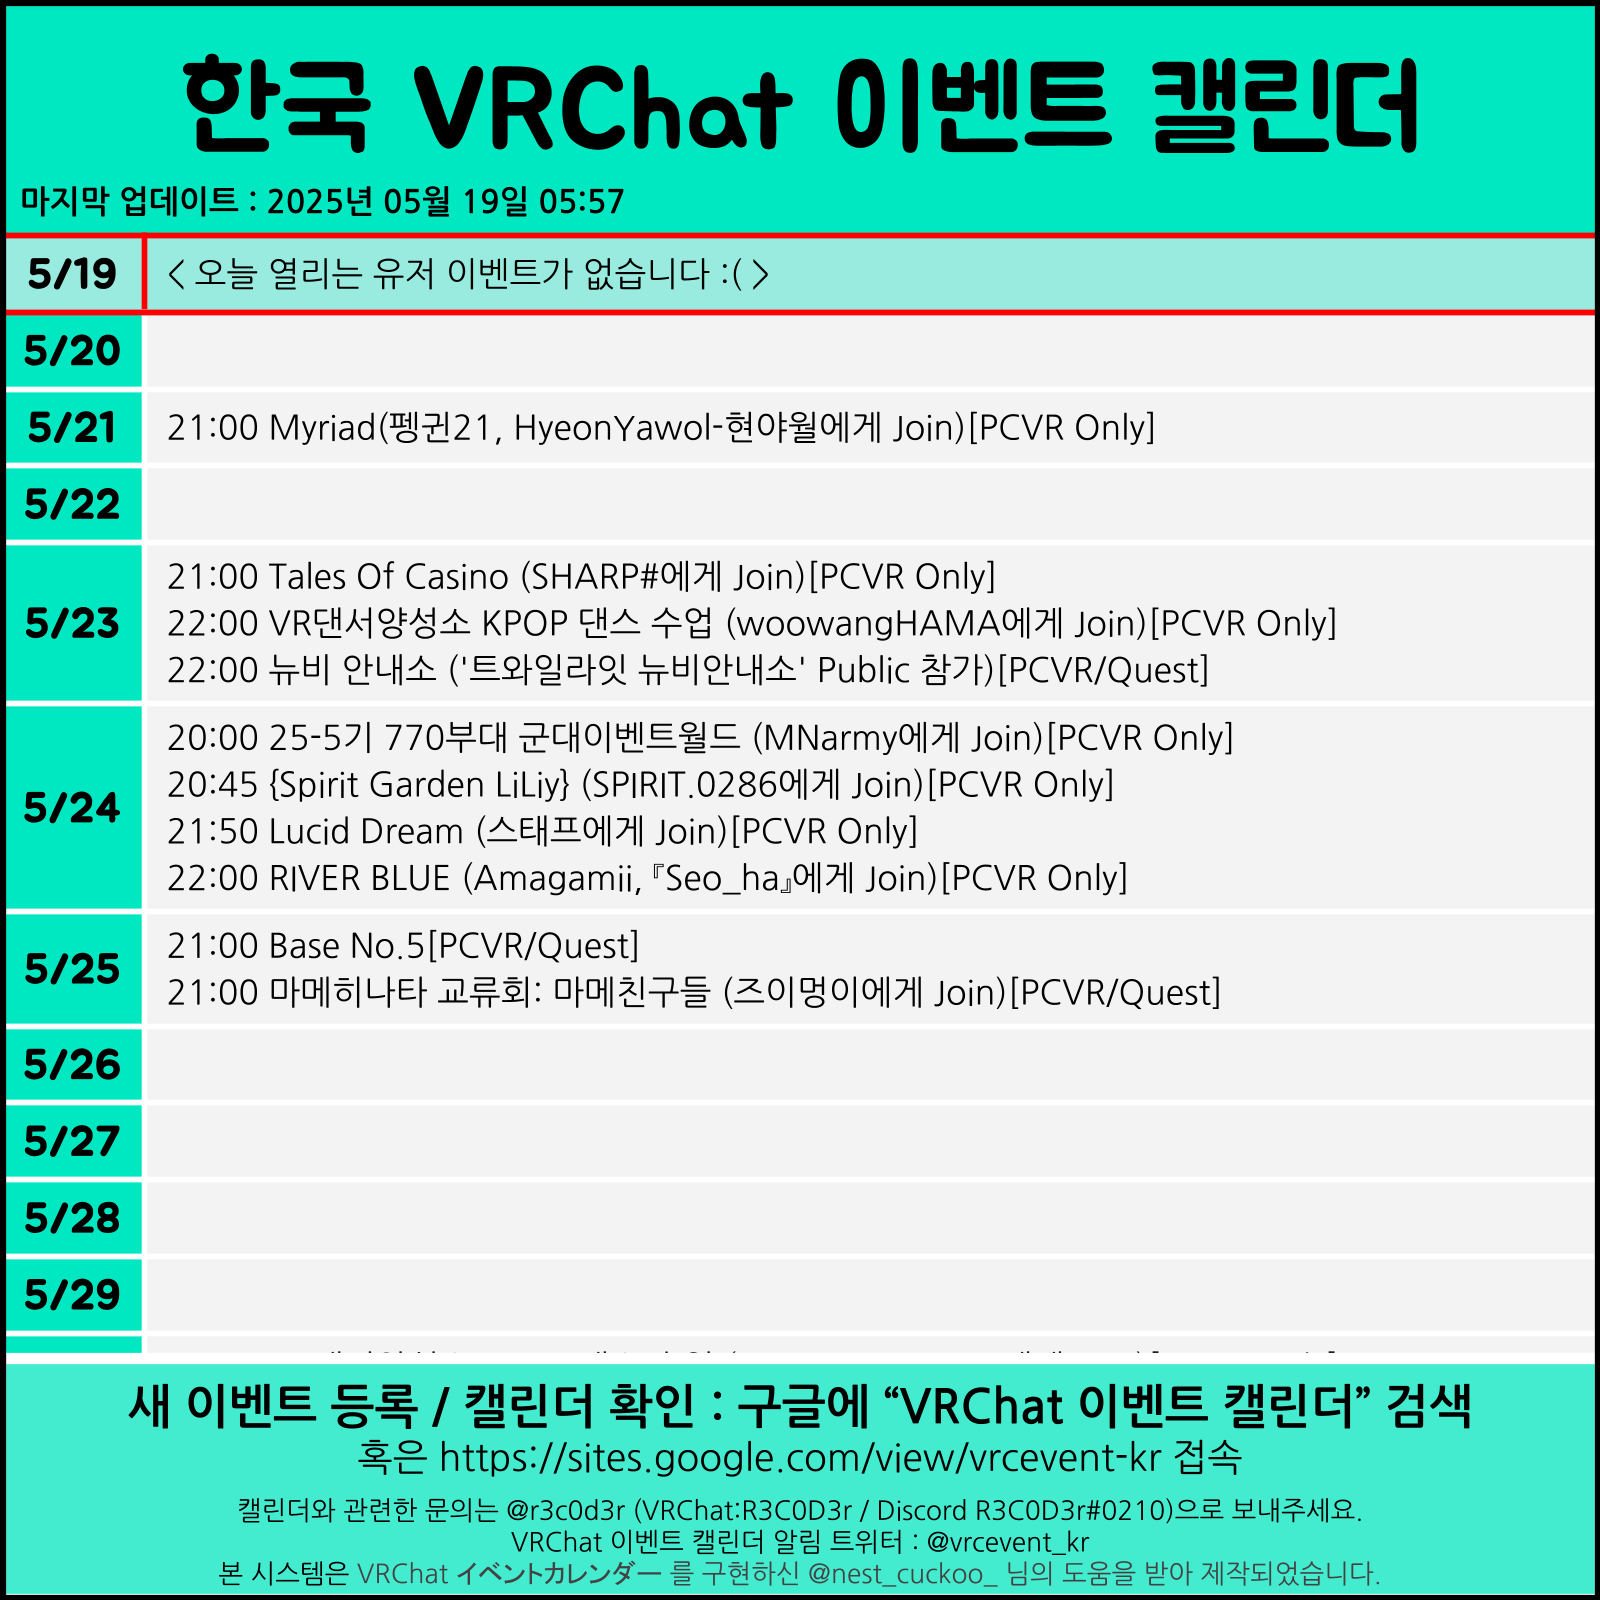 한국 VRChat 이벤트 캘린더
마지막 업데이트 : 2025년 05월 19일 05:57
5/19 < 오늘 열리는 유저 이벤트가 없습니다 :( >
5/20
5/21 21:00 Myriad(펭귄21, HyeonYawol-현야월에게 Join)[PCVR Only]
5/22
5/23
21:00 Tales Of Casino (SHARP#에게 Join)[PCVR Only]
22:00 VR댄서양성소 KPOP 댄스 수업 (woowangHAMA에게 Join)[PCVR Only]
22:00 뉴비 안내소 ('트와일라잇 뉴비안내소' Public 참가)[PCVR/Quest]
5/24
20:00 25-5기 770부대 군대이벤트월드 (MNarmy에게 Join)[PCVR Only]
20:45 {Spirit Garden LiLiy} (SPIRIT.0286에게 Join)[PCVR Only]
21:50 Lucid Dream (스태프에게 Join)[PCVR Only]
22:00 RIVER BLUE (Amagamii, 『Seo_ha』에게 Join)[PCVR Only]
5/25
21:00 Base No.5[PCVR/Quest]
21:00 마메히나타 교류회: 마메친구들 (즈이멍이에게 Join)[PCVR/Quest]
5/26
5/27
5/28
5/29
새 이벤트 등록 / 캘린더 확인 : 구글에 “VRChat 이벤트 캘린더” 검색
혹은 https://sites.google.com/view/vrcevent-kr 접속
캘린더와 관련한 문의는 @r3c0d3r (VRChat:R3C0D3r / Discord R3C0D3r#0210)으로 보내주세요.
VRChat 이벤트 캘린더 알림 트위터 : @vrcevent_kr
본 시스템은 VRChat イベントカレンダー 를 구현하신 @nest_cuckoo_ 님의 도움을 받아 제작되었습니다.